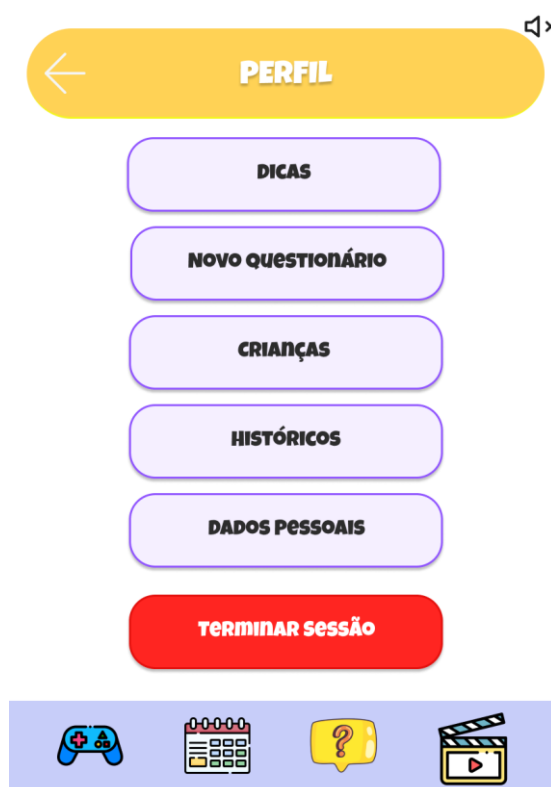 PERFIL
DICAS
NOVO QUESTIONÁRIO
CRIANÇAS
HISTÓRICOS
DADOS PESSOAIS
TERMINAR SESSÃO
?